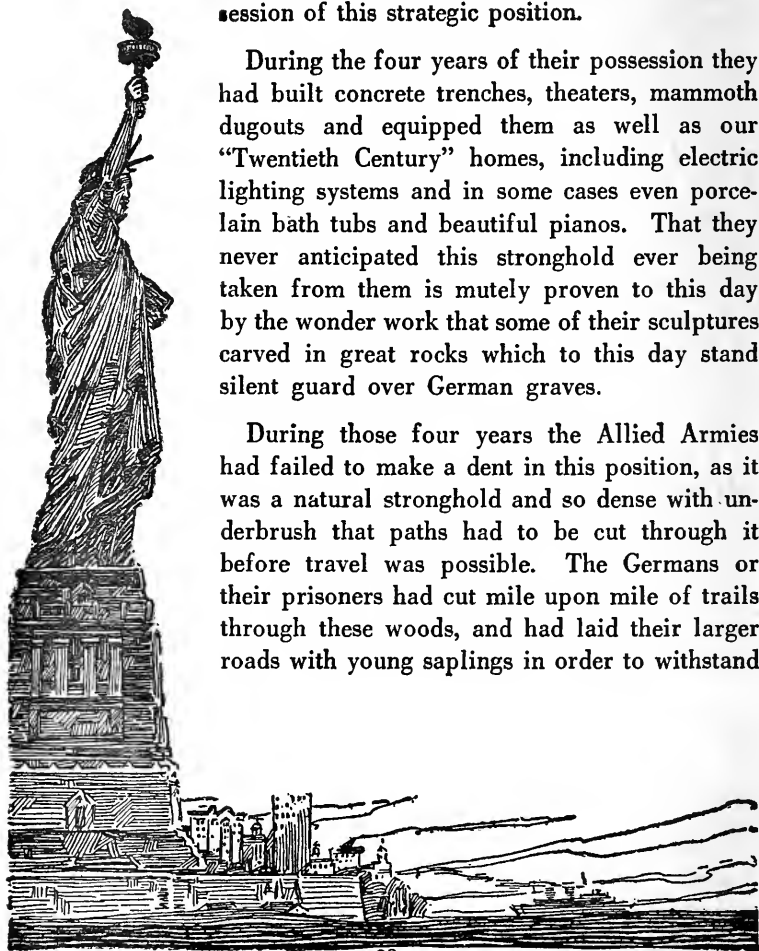 session of this strategic position.
During the four years of their possession they
had built concrete trenches, theaters, mammoth
dugouts and equipped them as well as our
“Twentieth Century” homes, including electric
lighting systems and in some cases even porce-
lain bath tubs and beautiful pianos. That they
never anticipated this stronghold ever being
taken from them is mutely proven to this day
by the wonder work that some of their sculptures
carved in great rocks which to this day stand
silent guard over German graves.
During those four years the Allied Armies
had failed to make a dent in this position, as it
was a natural stronghold and so dense with un-
derbrush that paths had to be cut through it
before travel was possible. The Germans or
their prisoners had cut mile upon mile of trails
through these woods, and had laid their larger
roads with young saplings in order to withstand